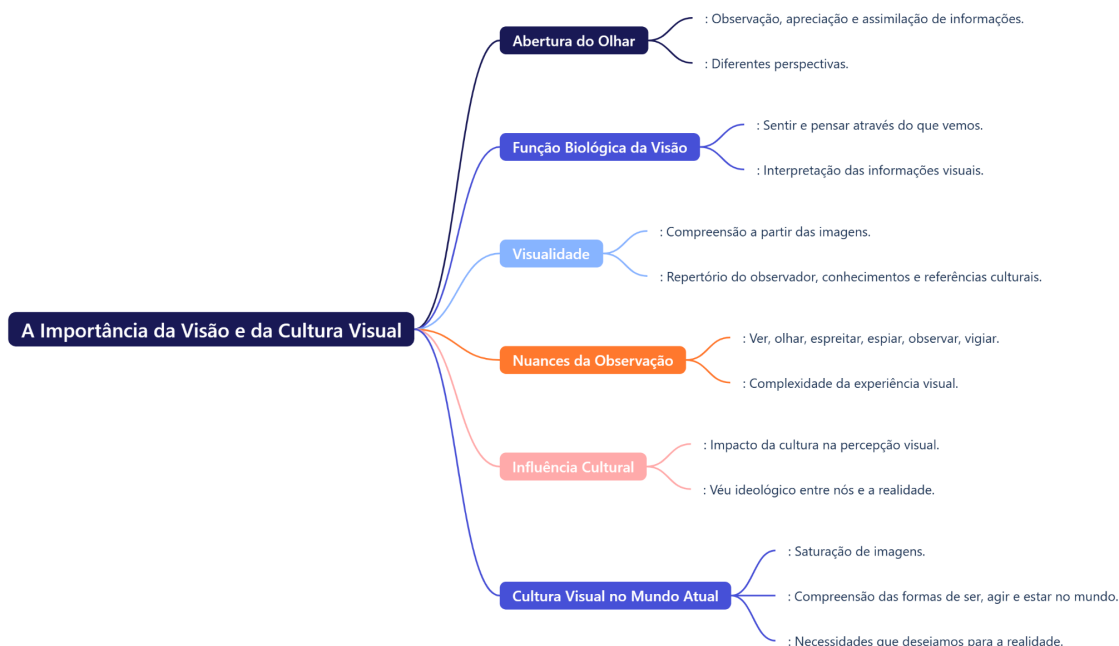 Abertura do Olhar
: Observação, apreciação e assimilação de informações.
: Diferentes perspectivas.
Função Biológica da Visão
: Sentir e pensar através do que vemos.
: Interpretação das informações visuais.
Visualidade
: Compreensão a partir das imagens.
: Repertório do observador, conhecimentos e referências culturais.
A Importância da Visão e da Cultura Visual
Nuances da Observação
: Ver, olhar, espreitar, espiar, observar, vigiar.
: Complexidade da experiência visual.
Influência Cultural
: Impacto da cultura na percepção visual.
: Véu ideológico entre nós e a realidade.
Cultura Visual no Mundo Atual
: Saturação de imagens.
: Compreensão das formas de ser, agir e estar no mundo.
: Necessidades que desejamos para a realidade.